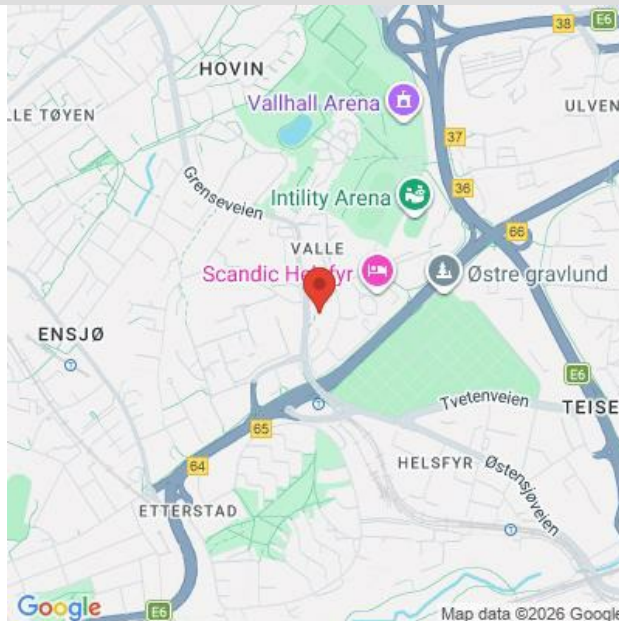 38
E6
HOVIN
Vallhall Arena
LLE TØYEN
ULVEN
37
Grenseveien
36
Intility Arena
66
VALLE
Scandic Helsfyr
Østre gravlund
ENSJØ
E6
Tvetenveien
TEISE
65
64
HELSFYR
Østensjøveien
ETTERSTAD
Google
E6
Map data ©2026 Google